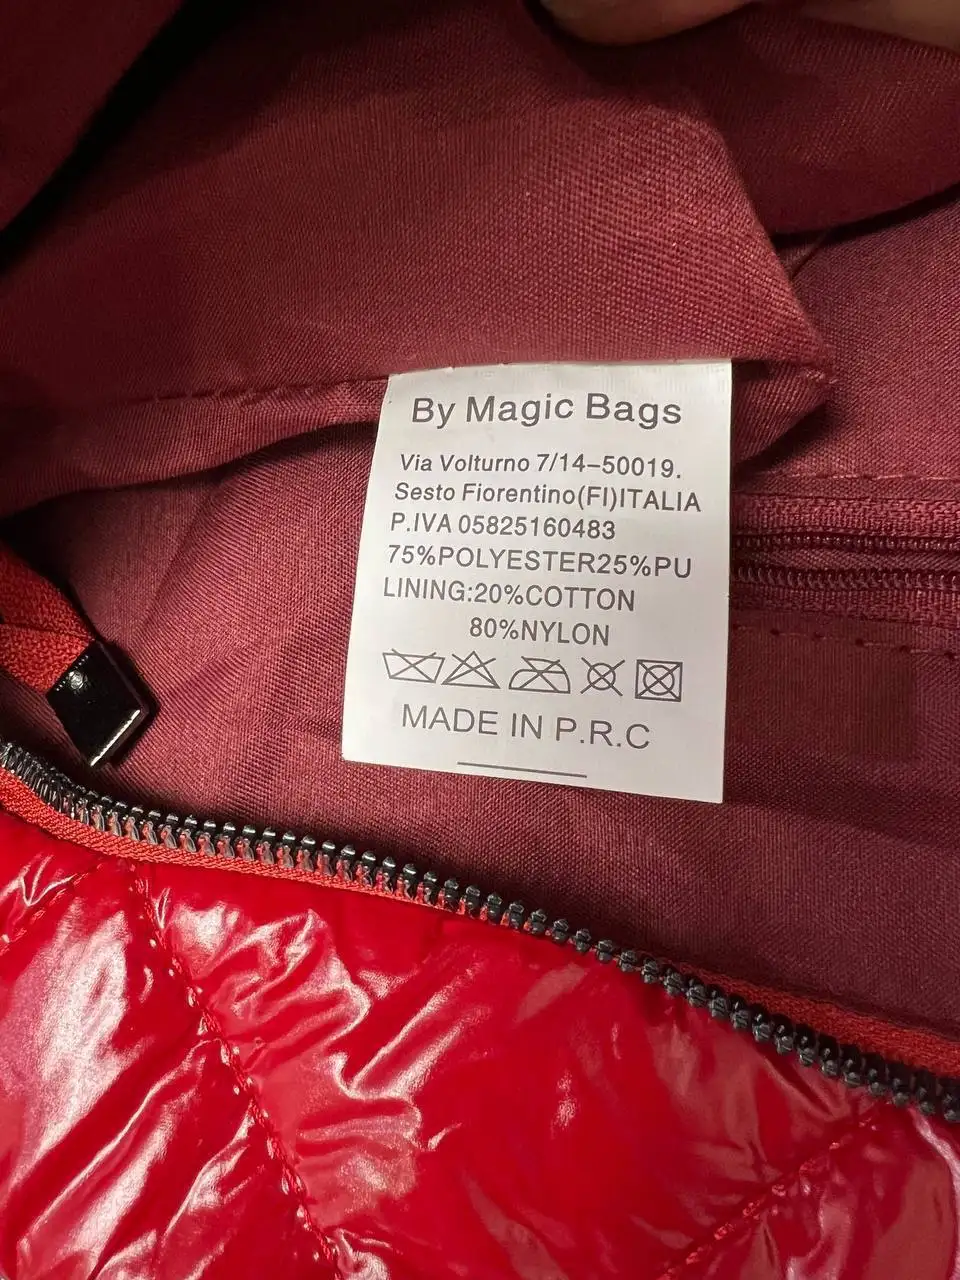 By Magic Bags
Via Volturno 7/14-50019.
Sesto Fiorentino(FI)ITALIA
P.IVA 05825160483
75%POLYESTER25%PU
LINING:20%COTTON
80%NYLON
MADE IN P.R.C